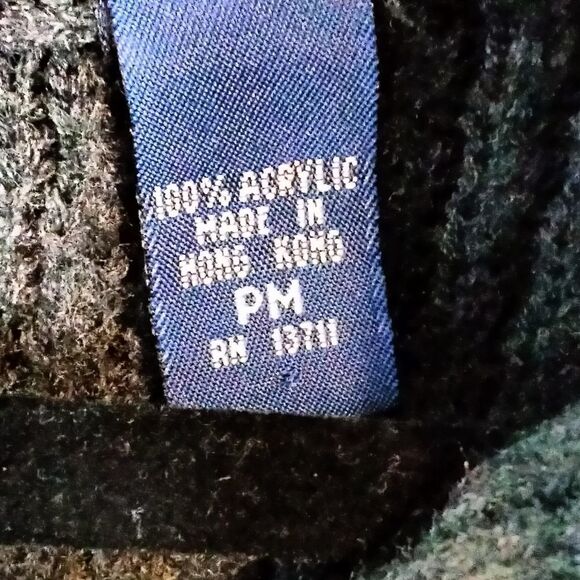 100% ACRYLIC
MADE IN
HONG KONG
PM
RN 13711